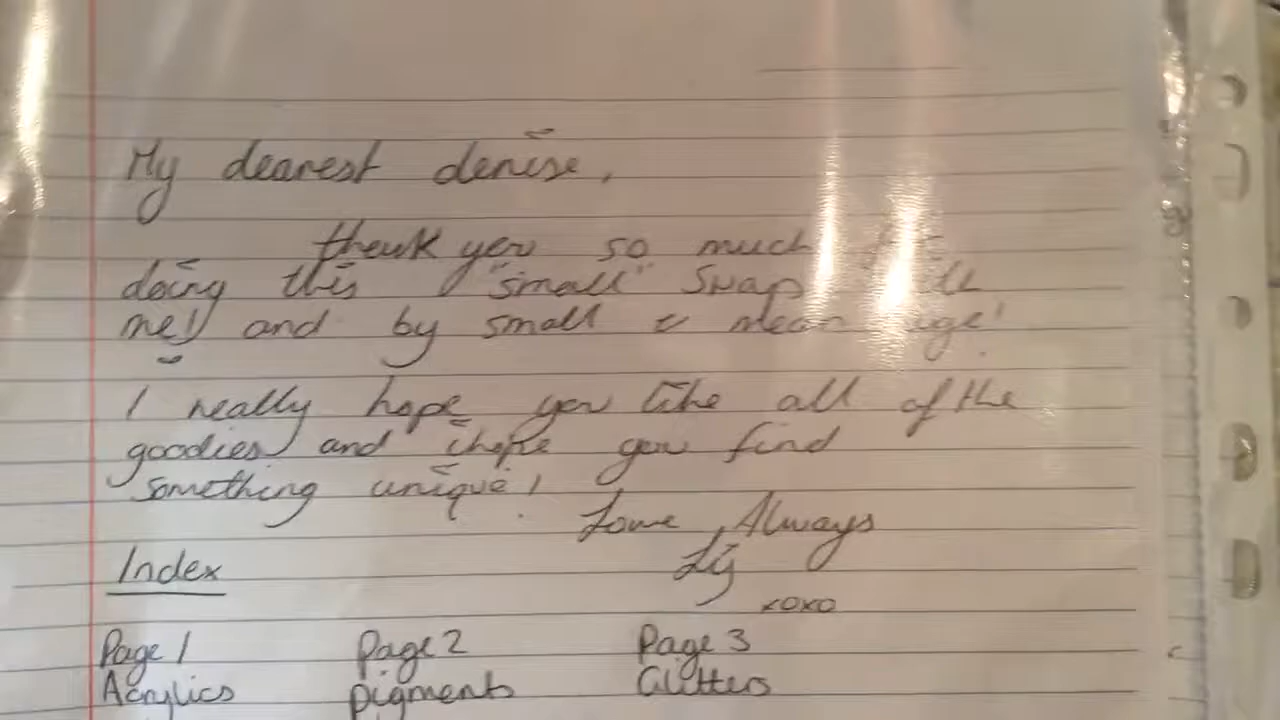 My dearest denise,
thank you so much
doing this "small" swap
me! and by small i mean
I really hope you like all of the
goodies and i hope you find
something unique!
Love Always
xoxo
Index
Page 1 Page 2 Page 3
Acrylics pigments Glitters